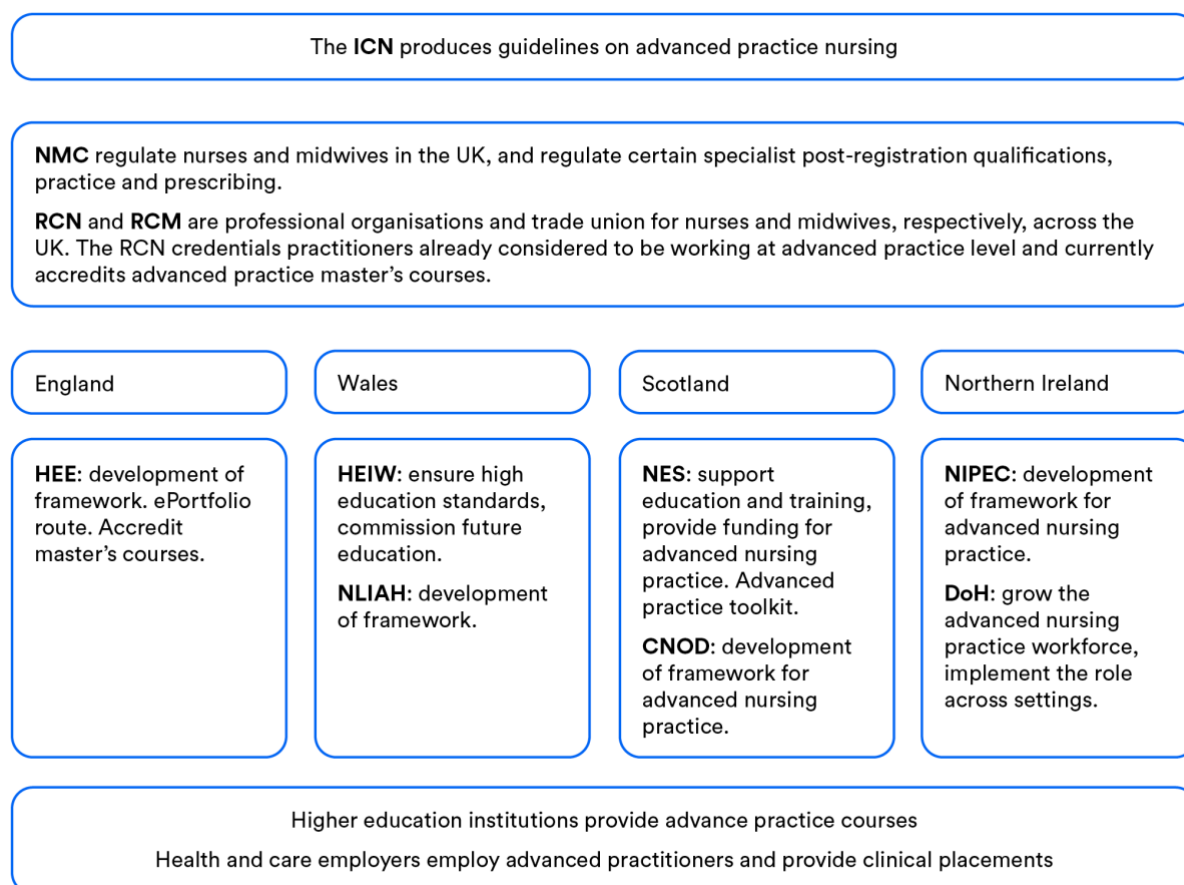 The ICN produces guidelines on advanced practice nursing
NMC regulate nurses and midwives in the UK, and regulate certain specialist post-registration qualifications,
practice and prescribing.
RCN and RCM are professional organisations and trade union for nurses and midwives, respectively, across the
UK. The RCN credentials practitioners already considered to be working at advanced practice level and currently
accredits advanced practice master’s courses.
England
HEE: development of
framework. ePortfolio
route. Accredit
master’s courses.
Wales
HEIW: ensure high
education standards,
commission future
education.
NLIAH: development
of framework.
Scotland
NES: support
education and training,
provide funding for
advanced nursing
practice. Advanced
practice toolkit.
CNOD: development
of framework for
advanced nursing
practice.
Northern Ireland
NIPEC: development
of framework for
advanced nursing
practice.
DoH: grow the
advanced nursing
practice workforce,
implement the role
across settings.
Higher education institutions provide advance practice courses
Health and care employers employ advanced practitioners and provide clinical placements